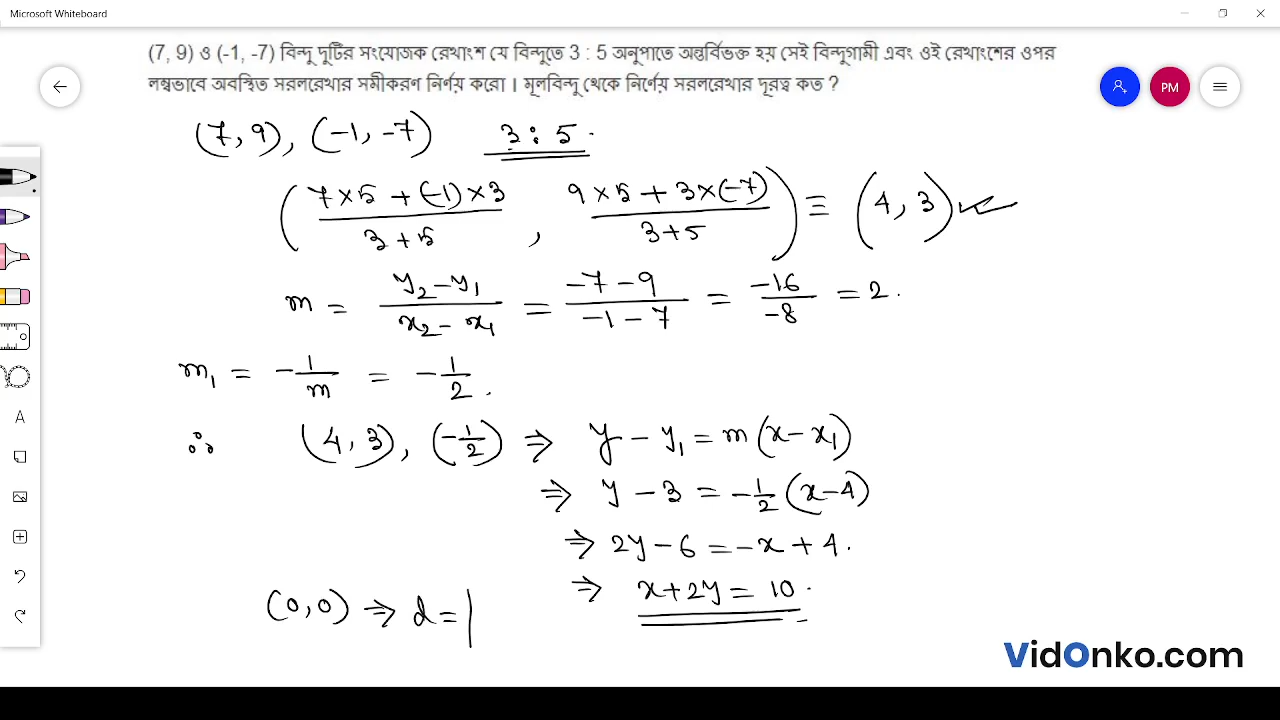 Microsoft Whiteboard
(7, 9) ও (-1, -7) বিন্দু দুটির সংযোজক রেখাংশ যে বিন্দুতে 3 : 5 অনুপাতে অন্তর্বিভক্ত হয় সেই বিন্দুগামী এবং ওই রেখাংশের ওপর
লম্বভাবে অবস্থিত সরলরেখার সমীকরণ নির্ণয় করো । মূলবিন্দু থেকে নির্ণেয় সরলরেখার দূরত্ব কত ?
PM
(7, 9), (-1, -7) 3 : 5.
((7×5 + (-1)×3)/(3+5), (9×5 + 3×(-7))/(3+5)) ≡ (4, 3)✓
m = (y₂-y₁)/(x₂-x₁) = (-7-9)/(-1-7) = -16/-8 = 2.
m₁ = -1/m = -1/2.
∴ (4, 3), (-1/2) ⇒ y - y₁ = m(x-x₁)
⇒ y - 3 = -1/2 (x-4)
A
⇒ 2y - 6 = -x + 4.
⇒ x+2y = 10.
(0,0) ⇒ d = |
VidOnko.com